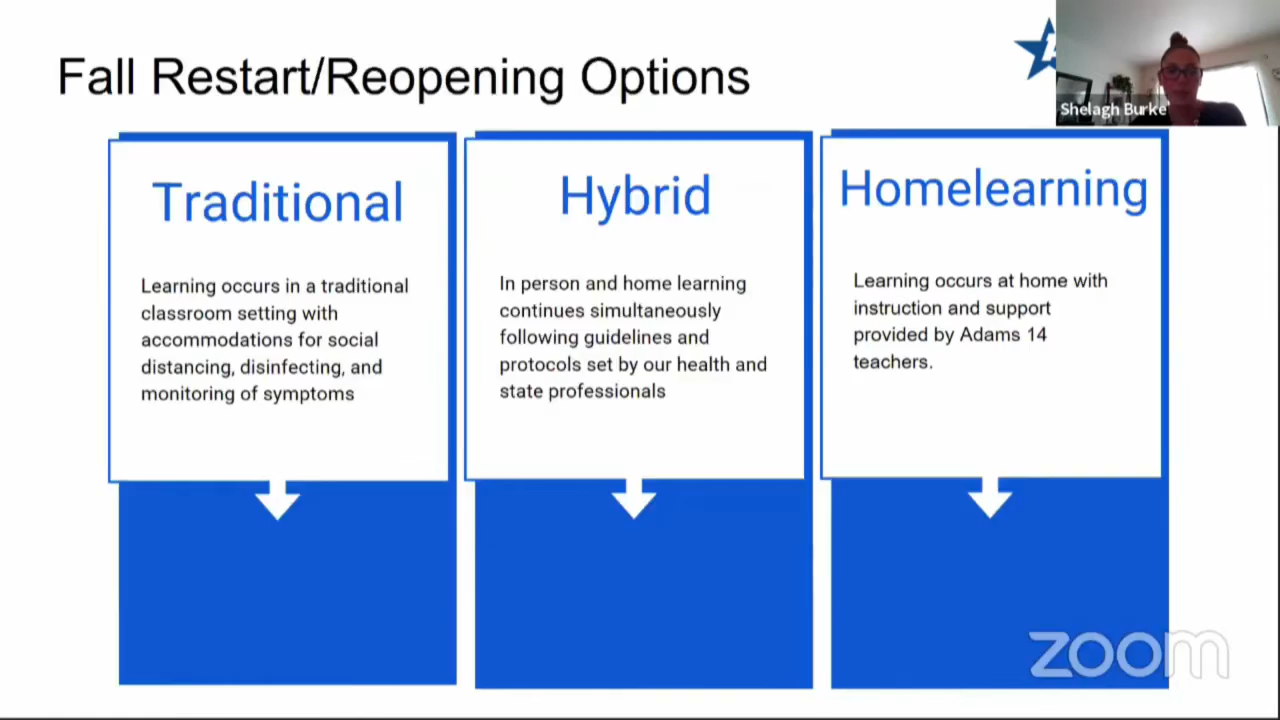 Fall Restart/Reopening Options
Shelagh Burke
Traditional
Learning occurs in a traditional
classroom setting with
accommodations for social
distancing, disinfecting, and
monitoring of symptoms
Hybrid
In person and home learning
continues simultaneously
following guidelines and
protocols set by our health and
state professionals
Homelearning
Learning occurs at home with
instruction and support
provided by Adams 14
teachers.
zoom